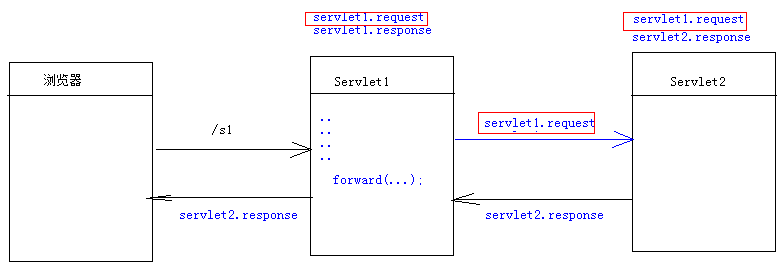 servlet1.request
servlet1.response
servlet1.request
servlet2.response
浏览器
Servlet1
Servlet2
/s1
..
..
..
..
servlet1.request
forward(...);
servlet2.response
servlet2.response